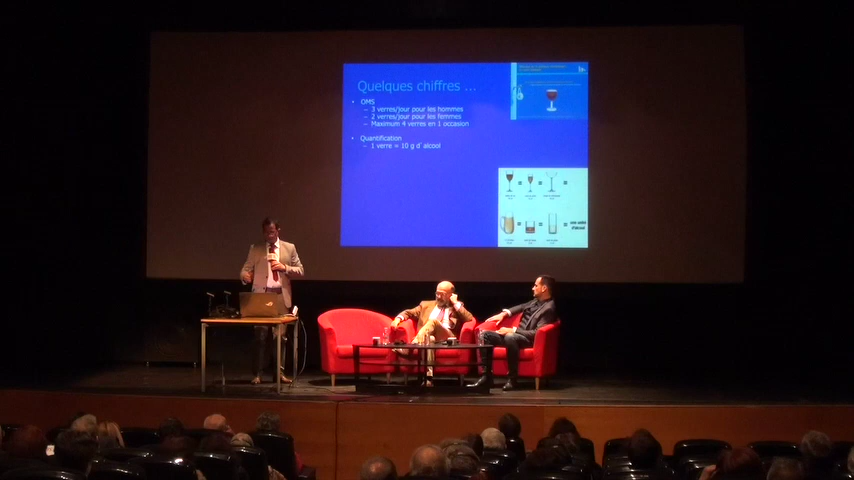 Quelques chiffres ...
• OMS
– 3 verres/jour pour les hommes
– 2 verres/jour pour les femmes
– Maximum 4 verres en 1 occasion
• Quantification
– 1 verre = 10 g d' alcool
= = =
= = =
d'alcool